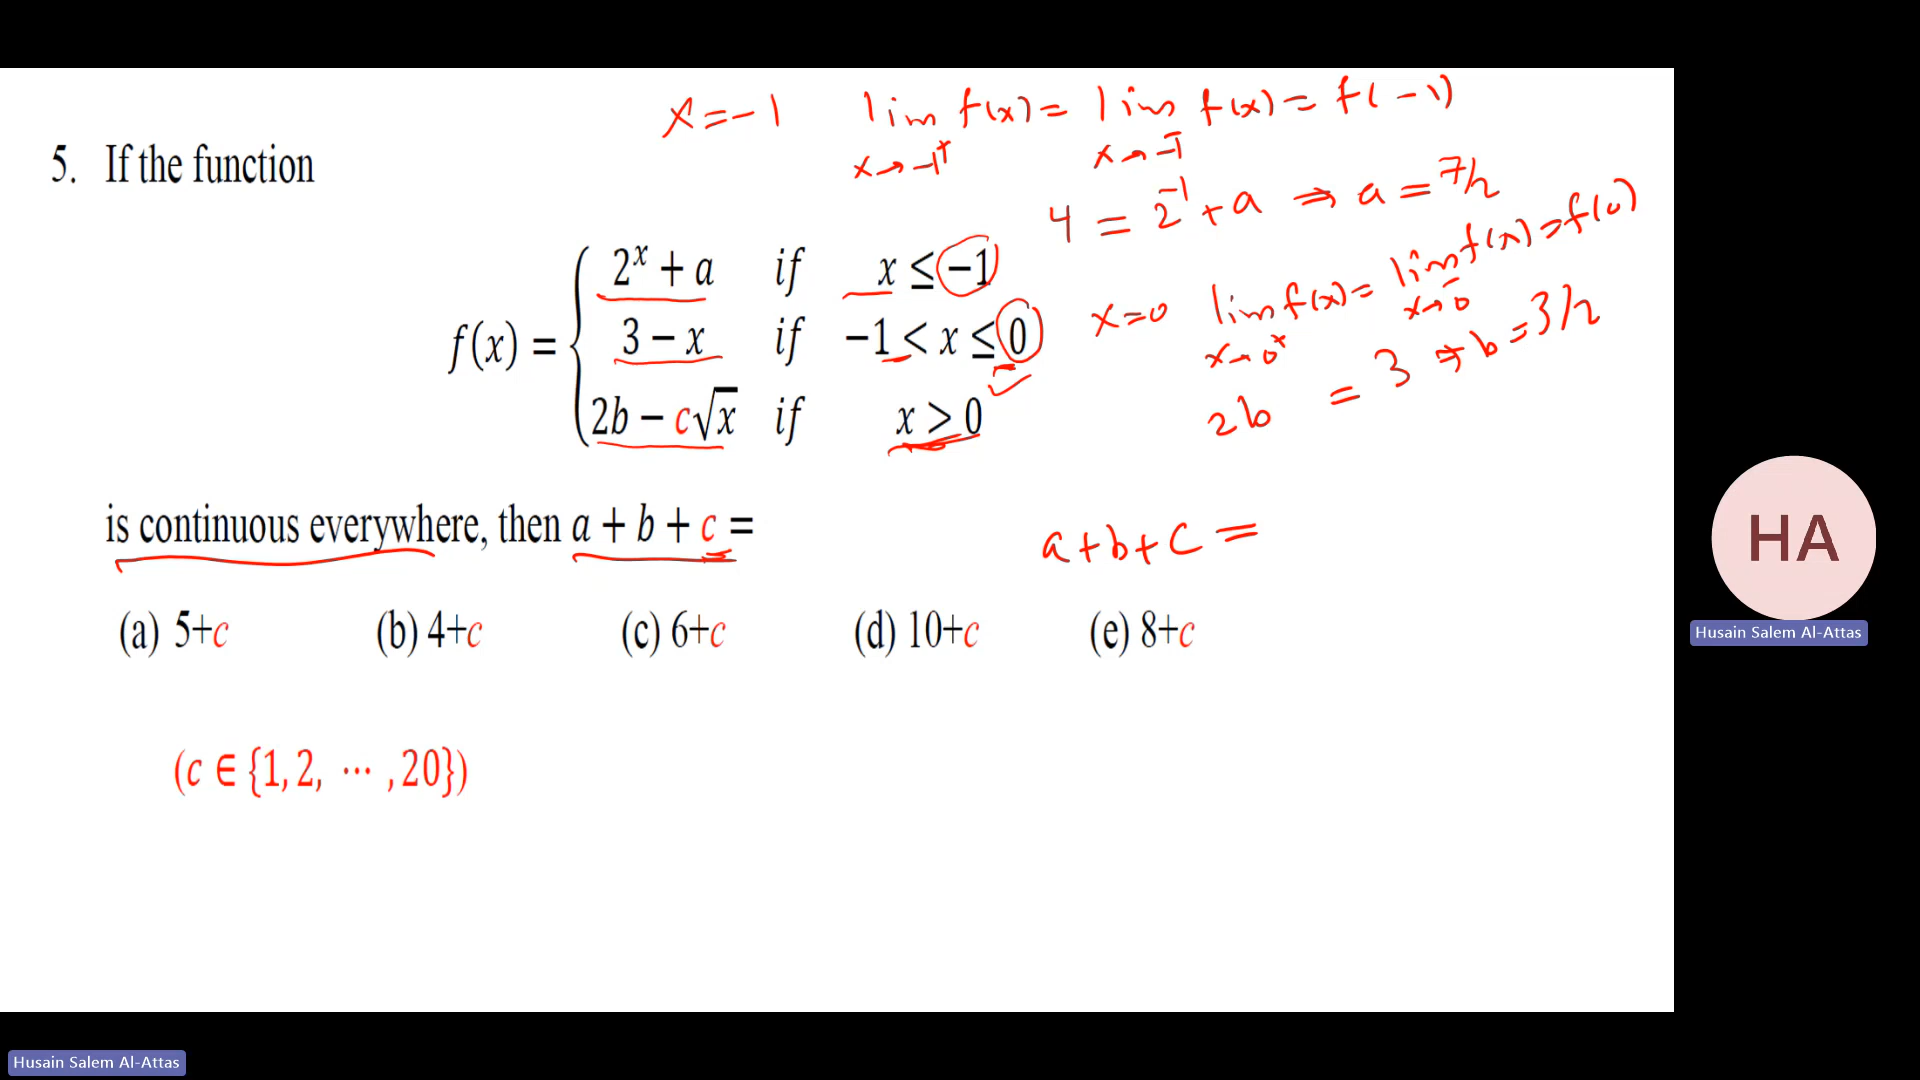 x=-1 lim f(x) = lim f(x) = f(-1)
x→-1⁺ x→-1⁻
5. If the function
4 = 2⁻¹ + a ⇒ a = 7/2
f(x) = { 2ˣ + a if x ≤ -1
3 − x if −1 < x ≤ 0
2b − c√x if x > 0
x=0 lim f(x) = lim f(x) = f(0)
x→0⁺ x→0⁻
2b = 3 ⇒ b = 3/2
is continuous everywhere, then a + b + c =
a+b+c =
(a) 5+c (b) 4+c (c) 6+c (d) 10+c (e) 8+c
(c ∈ {1, 2, ⋯ , 20})
HA
Husain Salem Al-Attas
Husain Salem Al-Attas